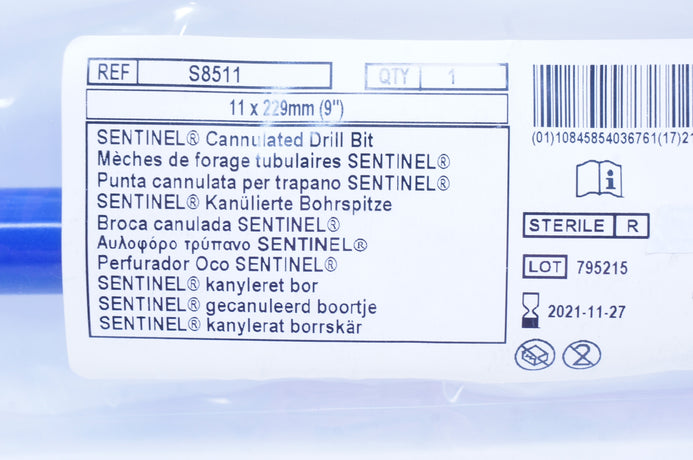 REF S8511 QTY 1
11 x 229mm (9")
SENTINEL® Cannulated Drill Bit
Mèches de forage tubulaires SENTINEL®
Punta cannulata per trapano SENTINEL®
SENTINEL® Kanülierte Bohrspitze
Broca canulada SENTINEL®
Αυλοφόρο τρύπανο SENTINEL®
Perfurador Oco SENTINEL®
SENTINEL® kanyleret bor
SENTINEL® gecanuleerd boortje
SENTINEL® kanylerat borrskär
(01)10845854036761(17)21
i
STERILE R
LOT 795215
2021-11-27
2